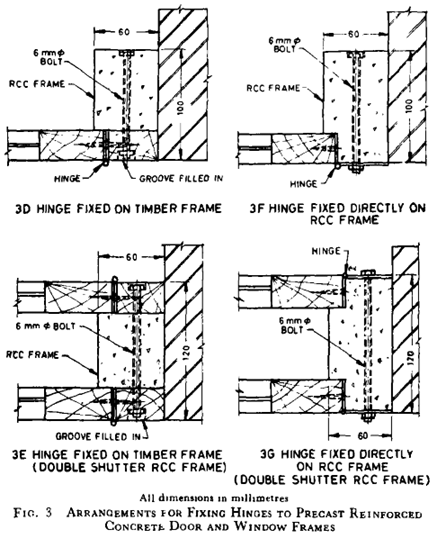 60
6 mm ϕ
BOLT
RCC FRAME
100
HINGE
GROOVE FILLED IN
3D HINGE FIXED ON TIMBER FRAME
60
RCC FRAME
6 mm ϕ
BOLT
100
HINGE
3F HINGE FIXED DIRECTLY ON
RCC FRAME
60
6 mm ϕ BOLT
RCC FRAME
120
GROOVE FILLED IN
3E HINGE FIXED ON TIMBER FRAME
(DOUBLE SHUTTER RCC FRAME)
HINGE
6 mm ϕ
BOLT
120
60
3G HINGE FIXED DIRECTLY
ON RCC FRAME
(DOUBLE SHUTTER RCC FRAME)
All dimensions in millimetres
FIG. 3 ARRANGEMENTS FOR FIXING HINGES TO PRECAST REINFORCED
CONCRETE DOOR AND WINDOW FRAMES